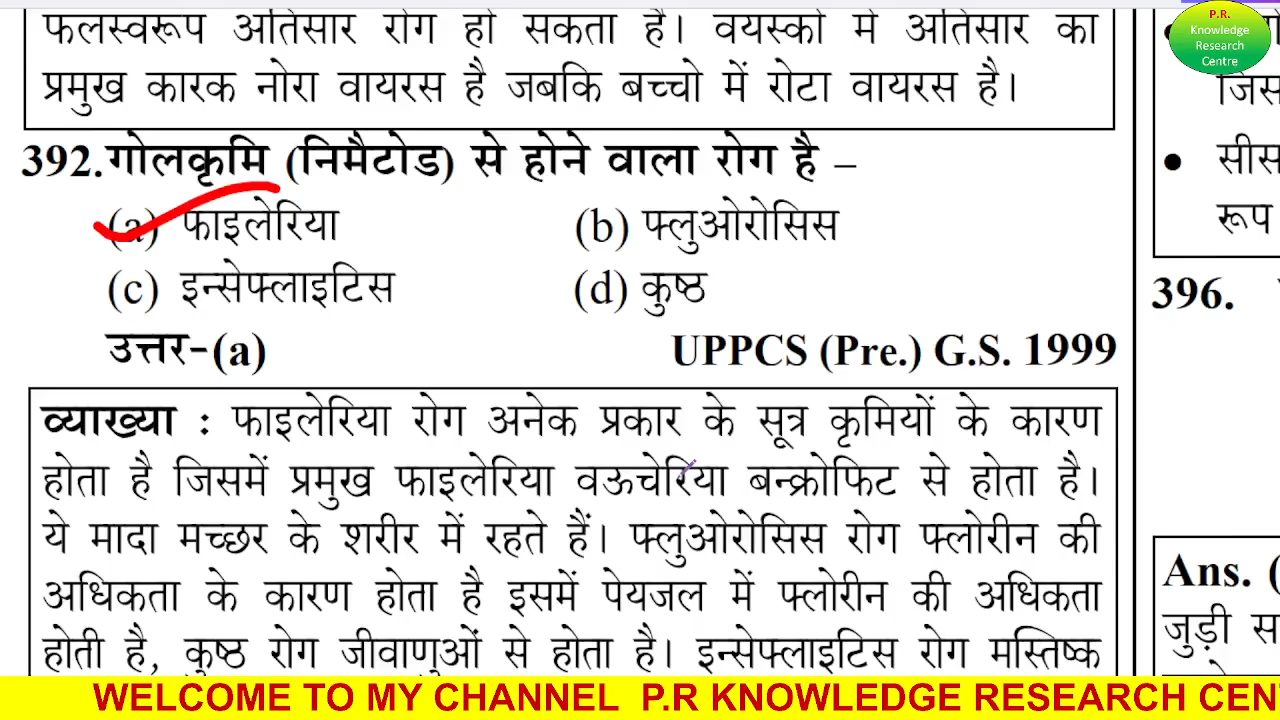 फलस्वरूप अतिसार रोग हो सकता है। वयस्कों में अतिसार का
प्रमुख कारक नोरा वायरस है जबकि बच्चो में रोटा वायरस है।
392. गोलकृमि (निमैटोड) से होने वाला रोग है –
(a) फाइलेरिया (b) फ्लुओरोसिस
(c) इन्सेफ्लाइटिस (d) कुष्ठ
उत्तर-(a) UPPCS (Pre.) G.S. 1999
व्याख्या : फाइलेरिया रोग अनेक प्रकार के सूत्र कृमियों के कारण
होता है जिसमें प्रमुख फाइलेरिया वऊचेरिया बन्क्रोफिट से होता है।
ये मादा मच्छर के शरीर में रहते हैं। फ्लुओरोसिस रोग फ्लोरीन की
अधिकता के कारण होता है इसमें पेयजल में फ्लोरीन की अधिकता
होती है, कुष्ठ रोग जीवाणुओं से होता है। इन्सेफ्लाइटिस रोग मस्तिष्क
P.R.
Knowledge
Research
Centre
जिस
• सीस
रूप
396.
Ans. (
जुड़ी स
WELCOME TO MY CHANNEL P.R KNOWLEDGE RESEARCH CEN